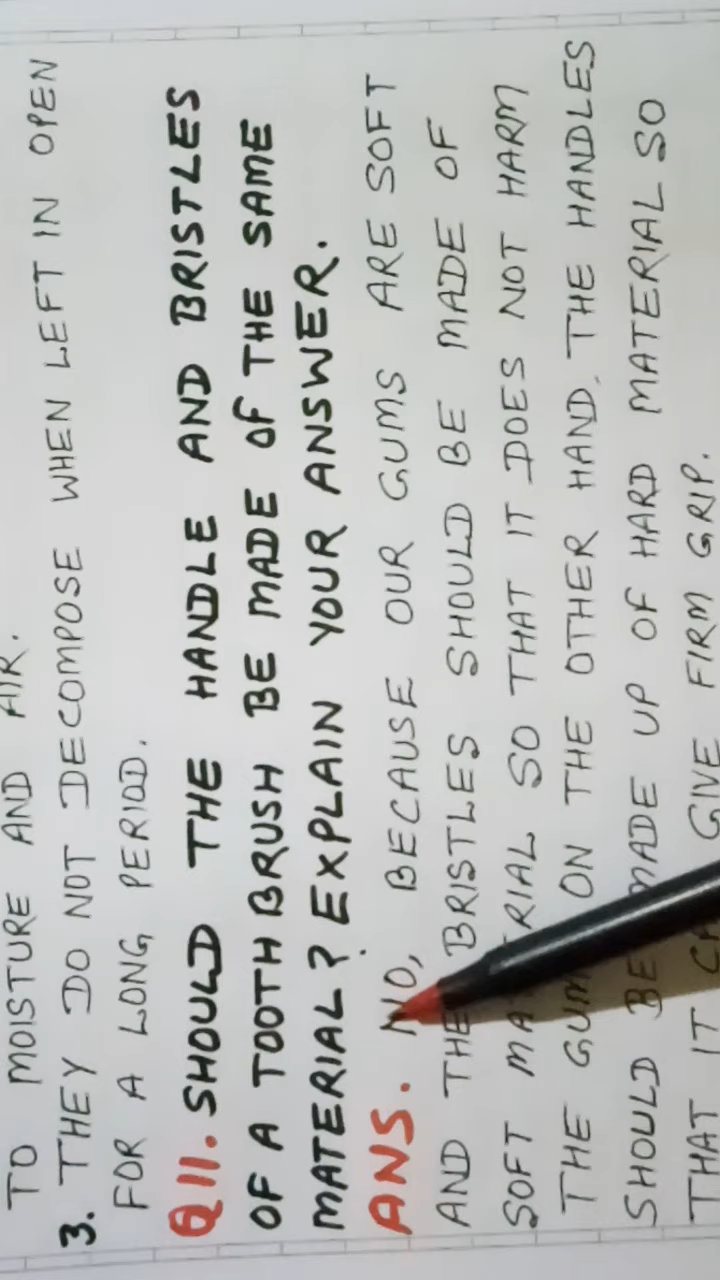 TO MOISTURE AND AIR.
3. THEY DO NOT DECOMPOSE WHEN LEFT IN OPEN
FOR A LONG PERIOD.
Q11. SHOULD THE HANDLE AND BRISTLES
OF A TOOTH BRUSH BE MADE OF THE SAME
MATERIAL? EXPLAIN YOUR ANSWER.
ANS. NO, BECAUSE OUR GUMS ARE SOFT
AND THE BRISTLES SHOULD BE MADE OF
SOFT MATERIAL SO THAT IT DOES NOT HARM
THE GUM ON THE OTHER HAND, THE HANDLES
SHOULD BE MADE UP OF HARD MATERIAL SO
THAT IT GIVE FIRM GRIP.